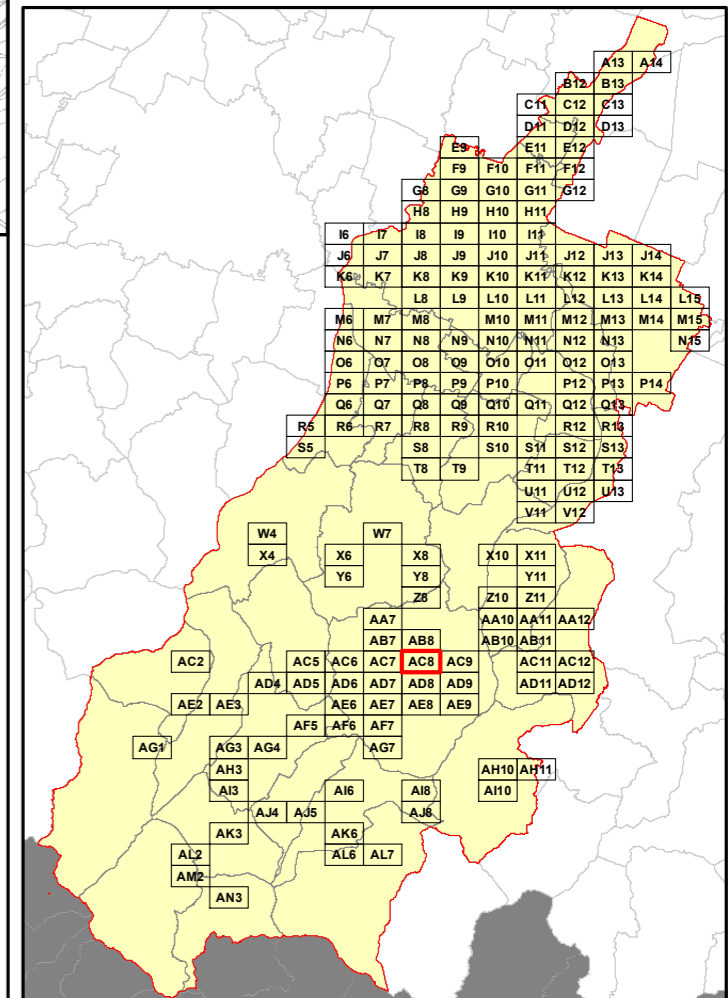 A13 A14
B12 B13
C11 C12 C13
D11 D12 D13
E9 E11 E12
F9 F10 F11 F12
G8 G9 G10 G11 G12
H8 H9 H10 H11
I6 I7 I8 I9 I10 I11
J6 J7 J8 J9 J10 J11 J12 J13 J14
K6 K7 K8 K9 K10 K11 K12 K13 K14
L8 L9 L10 L11 L12 L13 L14 L15
M6 M7 M8 M10 M11 M12 M13 M14 M15
N6 N7 N8 N9 N10 N11 N12 N13 N15
O6 O7 O8 O9 O10 O11 O12 O13
P6 P7 P8 P9 P10 P12 P13 P14
Q6 Q7 Q8 Q9 Q10 Q11 Q12 Q13
R5 R6 R7 R8 R9 R10 R12 R13
S5 S8 S10 S11 S12 S13
T8 T9 T11 T12 T13
U11 U12 U13
V11 V12
W4 W7
X4 X6 X8 X10 X11
Y6 Y8 Y11
Z8 Z10 Z11
AA7 AA10 AA11 AA12
AB7 AB8 AB10 AB11
AC2 AC5 AC6 AC7 AC8 AC9 AC11 AC12
AD4 AD5 AD6 AD7 AD8 AD9 AD11 AD12
AE2 AE3 AE6 AE7 AE8 AE9
AF5 AF6 AF7
AG1 AG3 AG4 AG7
AH3 AH10 AH11
AI3 AI6 AI8 AI10
AJ4 AJ5 AJ8
AK3 AK6
AL2 AL6 AL7
AM2
AN3